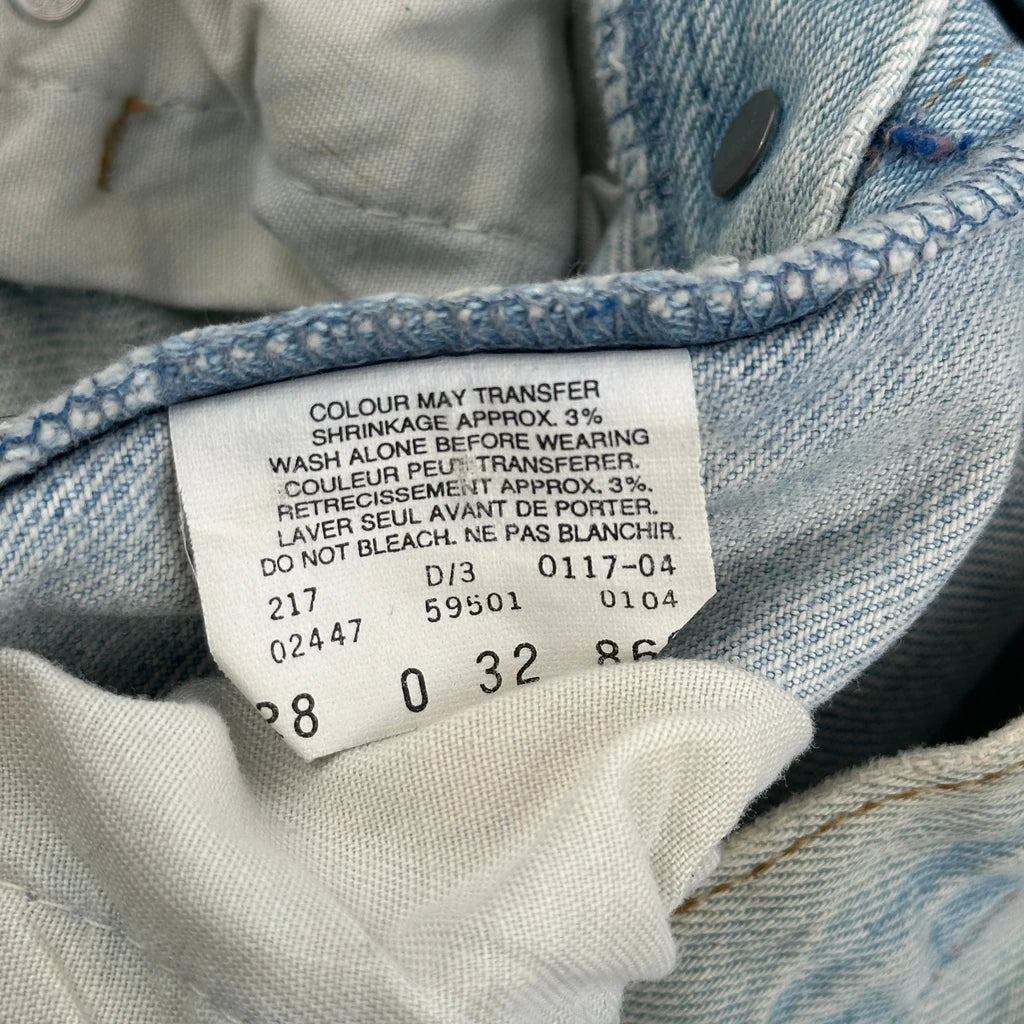 COLOUR MAY TRANSFER
SHRINKAGE APPROX. 3%
WASH ALONE BEFORE WEARING
COULEUR PEUT TRANSFERER.
RETRECISSEMENT APPROX. 3%.
LAVER SEUL AVANT DE PORTER.
DO NOT BLEACH. NE PAS BLANCHIR.
217 D/3 0117-04
02447 59501 0104
0 32